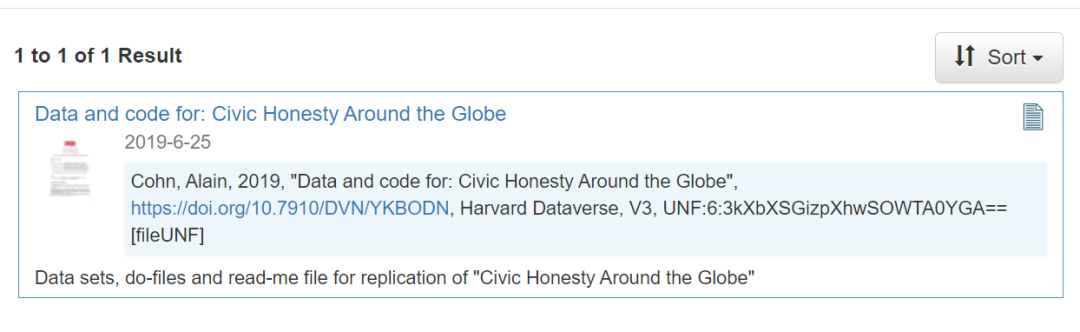 1 to 1 of 1 Result
Sort
Data and code for: Civic Honesty Around the Globe
2019-6-25
Cohn, Alain, 2019, "Data and code for: Civic Honesty Around the Globe",
https://doi.org/10.7910/DVN/YKBODN, Harvard Dataverse, V3, UNF:6:3kXbXSGizpXhwSOWTA0YGA==
[fileUNF]
Data sets, do-files and read-me file for replication of "Civic Honesty Around the Globe"